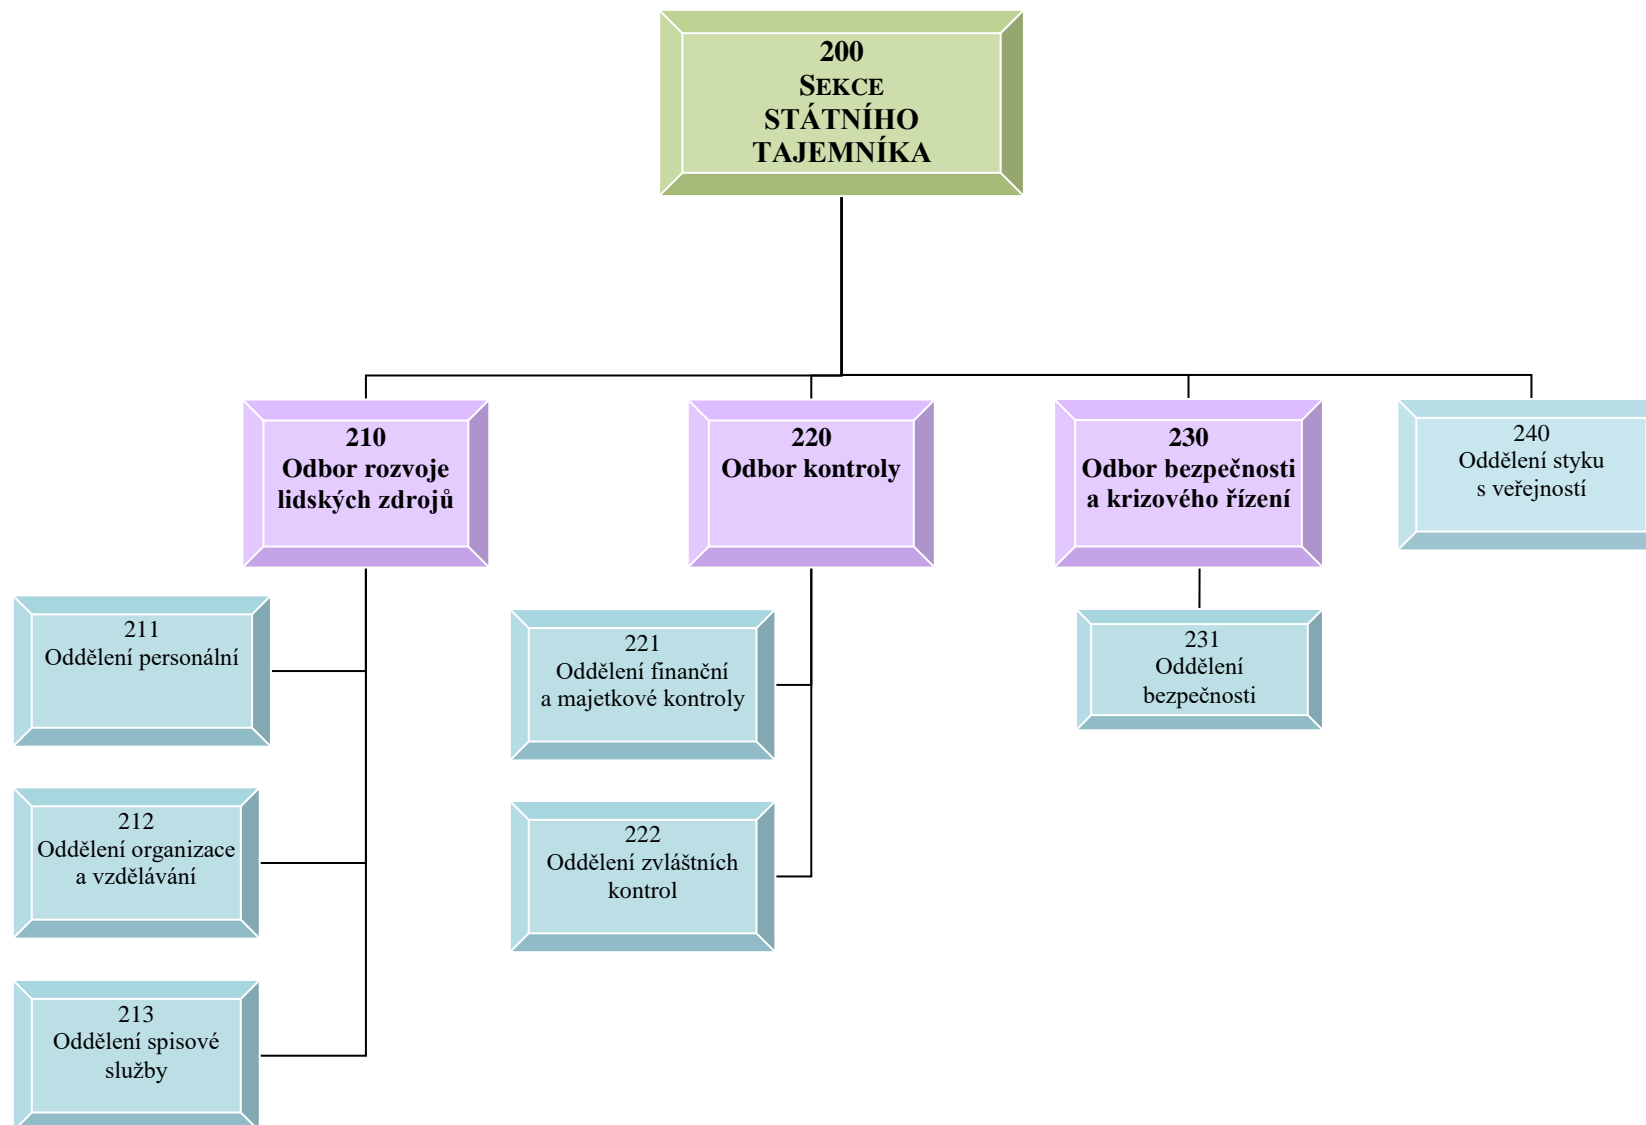 200
SEKCE
STÁTNÍHO
TAJEMNÍKA
210
Odbor rozvoje
lidských zdrojů
220
Odbor kontroly
230
Odbor bezpečnosti
a krizového řízení
240
Oddělení styku
s veřejností
211
Oddělení personální
221
Oddělení finanční
a majetkové kontroly
231
Oddělení
bezpečnosti
212
Oddělení organizace
a vzdělávání
222
Oddělení zvláštních
kontrol
213
Oddělení spisové
služby